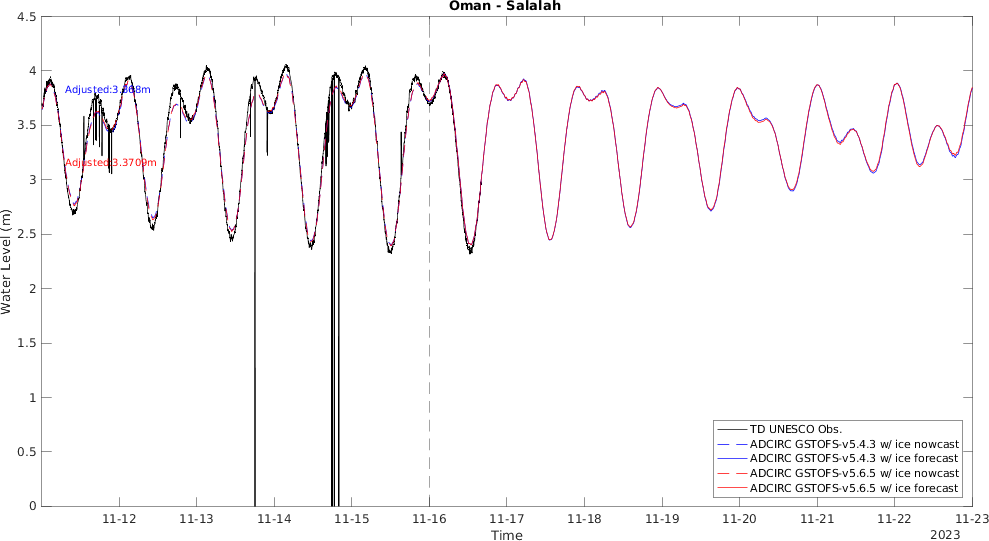 Oman - Salalah
4.5
4
3.5
3
2.5
2
1.5
1
0.5
0
Water Level (m)
Adjusted:3.368m
Adjusted:3.3709m
TD UNESCO Obs.
ADCIRC GSTOFS-v5.4.3 w/ ice nowcast
ADCIRC GSTOFS-v5.4.3 w/ ice forecast
ADCIRC GSTOFS-v5.6.5 w/ ice nowcast
ADCIRC GSTOFS-v5.6.5 w/ ice forecast
11-12 11-13 11-14 11-15 11-16 11-17 11-18 11-19 11-20 11-21 11-22 11-23
Time
2023